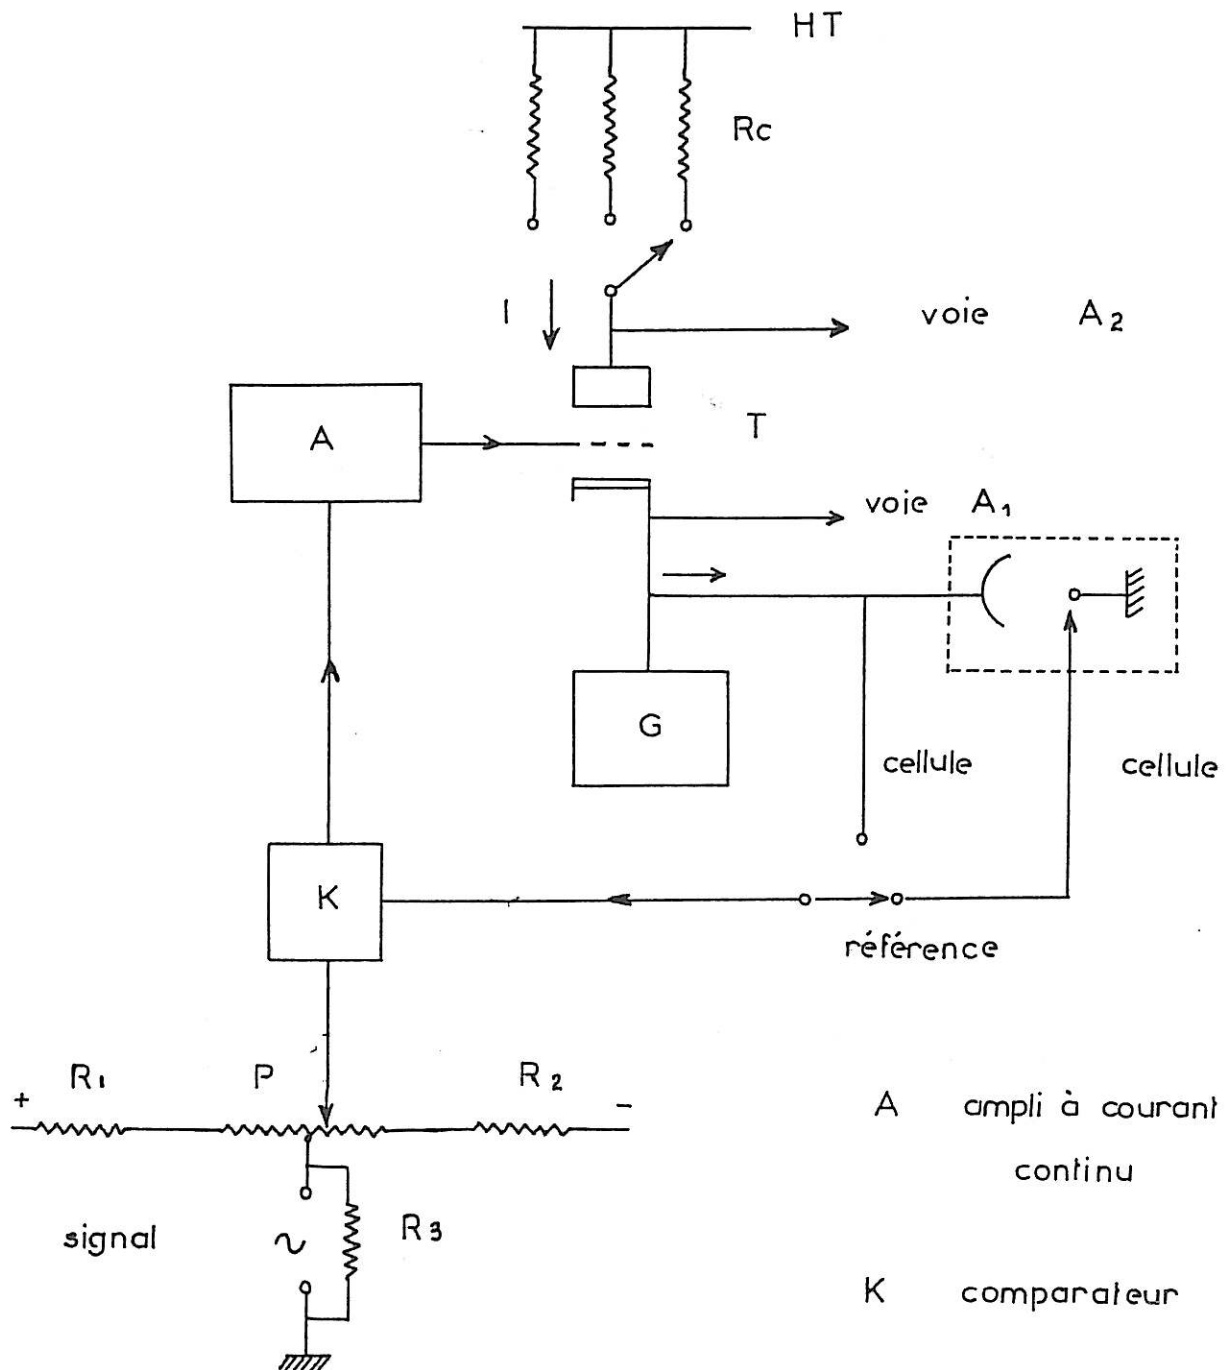 HT
Rc
I
voie A2
A
T
voie A1
G
cellule
cellule
K
référence
+ R1 P R2 -
A ampli à courant
continu
signal ~ R3
K comparateur